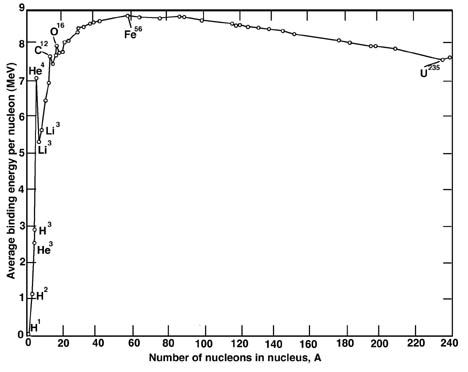 9
8
7
6
5
4
3
2
1
0
Average binding energy per nucleon (MeV)
O16
C12
He4
Fe56
U235
Li3
Li3
H3
He3
H2
H1
0 20 40 60 80 100 120 140 160 180 200 220 240
Number of nucleons in nucleus, A